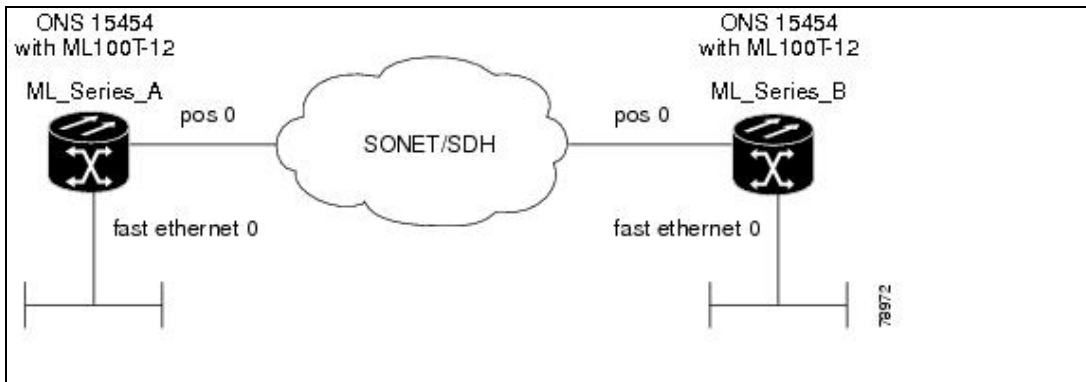 ONS 15454
with ML100T-12
ML_Series_A
pos 0
fast ethernet 0
SONET/SDH
ONS 15454
with ML100T-12
ML_Series_B
pos 0
fast ethernet 0
78972